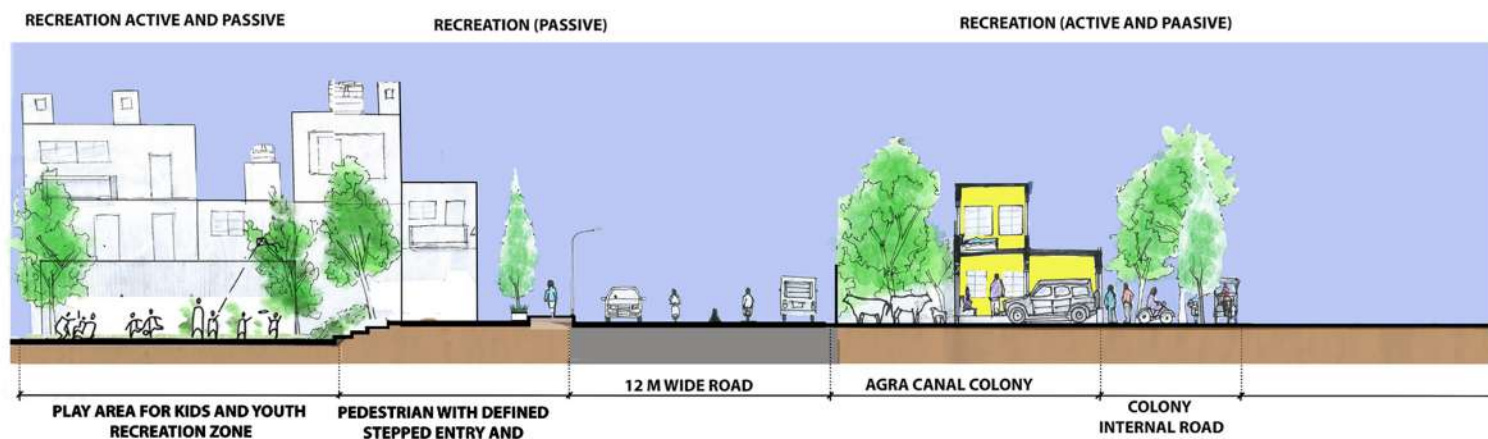 RECREATION ACTIVE AND PASSIVE
RECREATION (PASSIVE)
RECREATION (ACTIVE AND PAASIVE)
12 M WIDE ROAD
AGRA CANAL COLONY
PLAY AREA FOR KIDS AND YOUTH
RECREATION ZONE
PEDESTRIAN WITH DEFINED
STEPPED ENTRY AND
COLONY
INTERNAL ROAD